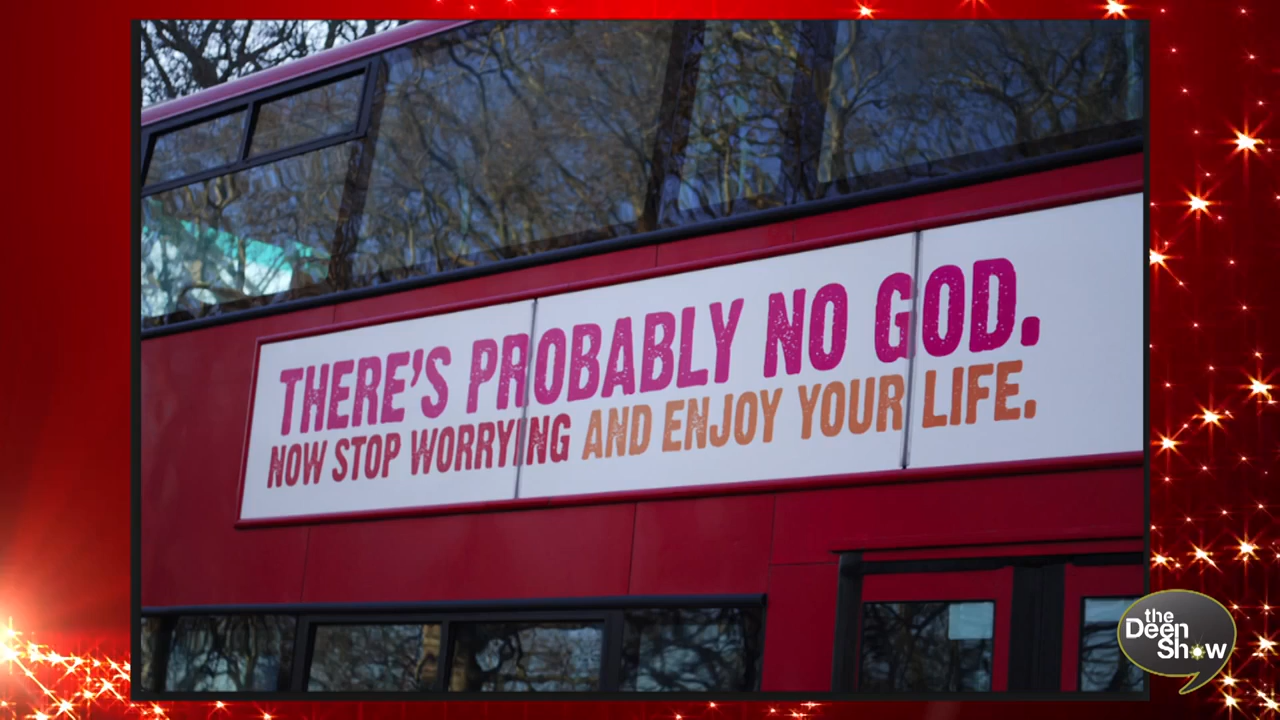 THERE'S PROBABLY NO GOD.
NOW STOP WORRYING AND ENJOY YOUR LIFE.
the
Deen
Show